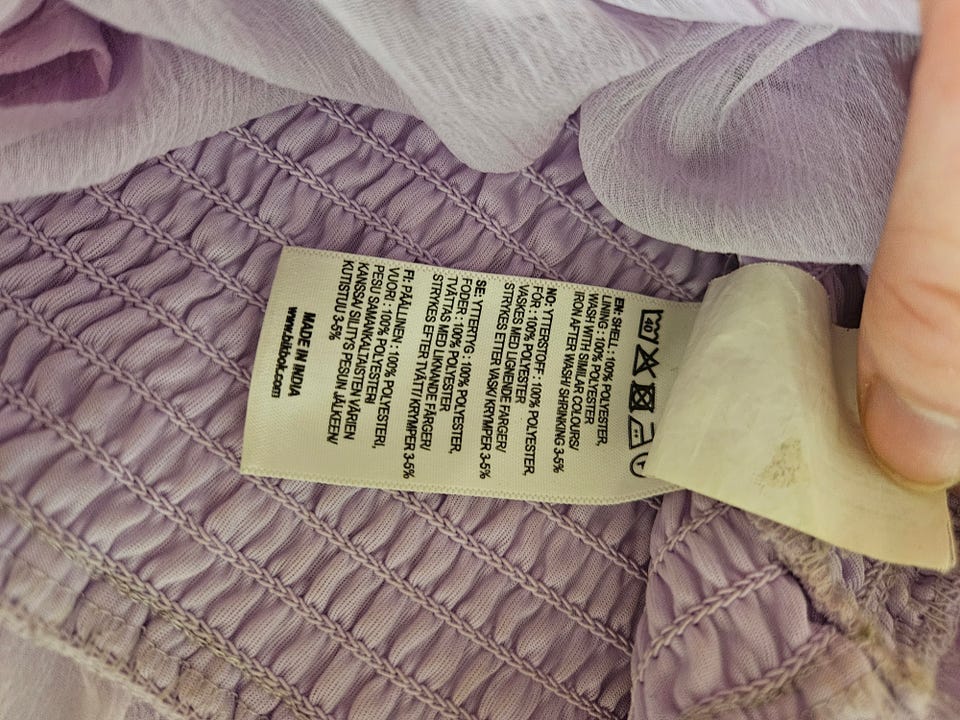 40
EN: SHELL: 100% POLYESTER,
LINING: 100% POLYESTER
WASH WITH SIMILAR COLOURS/
IRON AFTER WASH/ SHRINKING 3-5%
NO: YTTERSTOFF: 100% POLYESTER,
FÔR: 100% POLYESTER
VASKES MED LIGNENDE FARGER/
STRYKES ETTER VASK/ KRYMPER 3-5%
SE: YTTERTYG: 100% POLYESTER,
FODER: 100% POLYESTER
TVÄTTAS MED LIKNANDE FÄRGER/
STRYKES EFTER TVÄTT/ KRYMPER 3-5%
FI: PÄÄLLINEN: 100% POLYESTERI,
VUORI: 100% POLYESTERI
PESU SAMANKALTAISTEN VÄRIEN
KANSSA/ SILITYS PESUN JÄLKEEN/
KUTISTUU 3-5%
MADE IN INDIA
www.bikbok.com